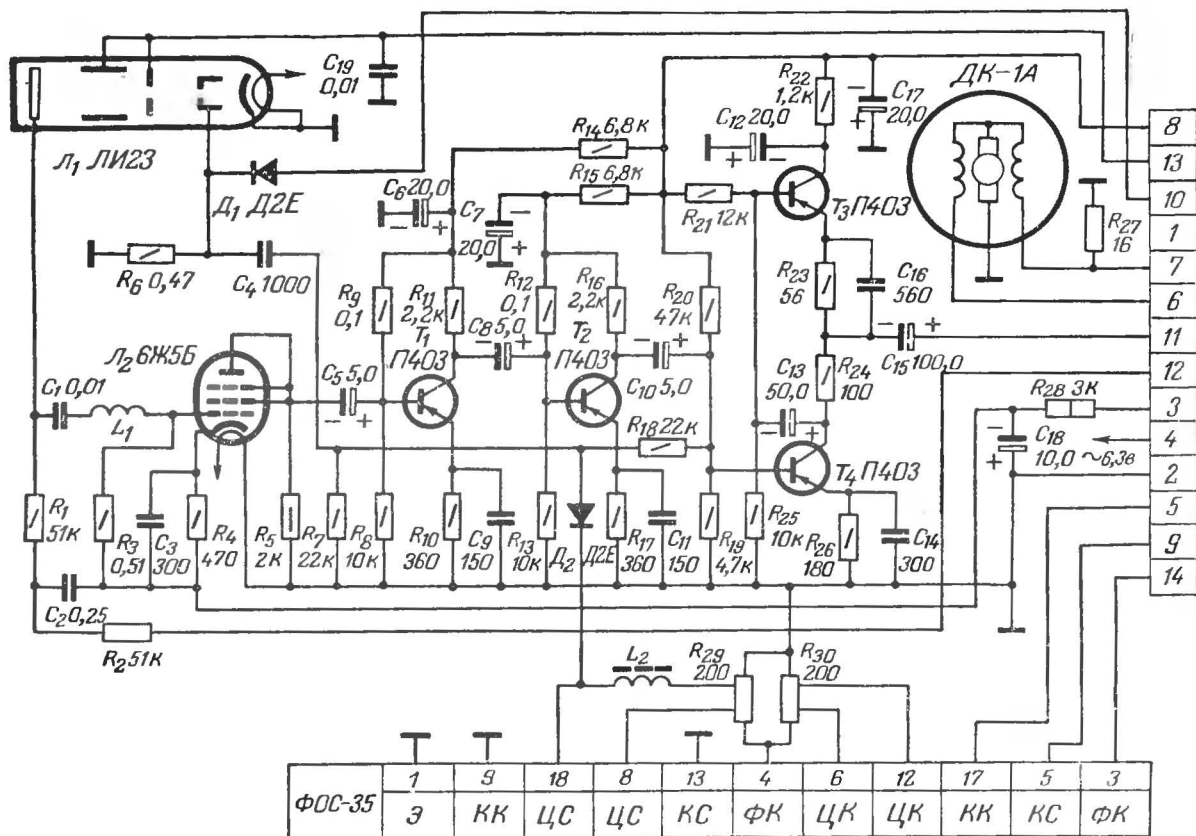 C19
0,01
Л1 ЛИ23
Д1 Д2Е
R6 0,47
C4 1000
R14 6,8к
R15 6,8к
C6 20,0
C7
20,0
R22
1,2к
C12 20,0
C17
20,0
ДК-1А
R21 12к
Т3 П403
R27
16
R9
0,1
R11
2,2к
Т1
П403
C8 5,0
R12
0,1
R16
2,2к
Т2
П403
R20
47к
R23
56
C16
560
C15 100,0
Л2 6Ж5Б
C1 0,01
L1
C5 5,0
C10 5,0
C13
50,0
R24
100
R18 22к
R28 3к
C18
10,0
~6,3в
Т4 П403
R1
51к
R3
0,51
C3
300
R4
470
R5
2к
R7
22к
R8
10к
R10
360
C9
150
R13
10к
Д2
Д2Е
R17
360
C11
150
R19
4,7к
R25
10к
R26
180
C14
300
C2 0,25
R2 51к
L2
R29
200
R30
200
8
13
10
1
7
6
11
12
3
4
2
5
9
14
ФОС-35
1 9 18 8 13 4 6 12 17 5 3
Э КК ЦС ЦС КС ФК ЦК ЦК КК КС ФК